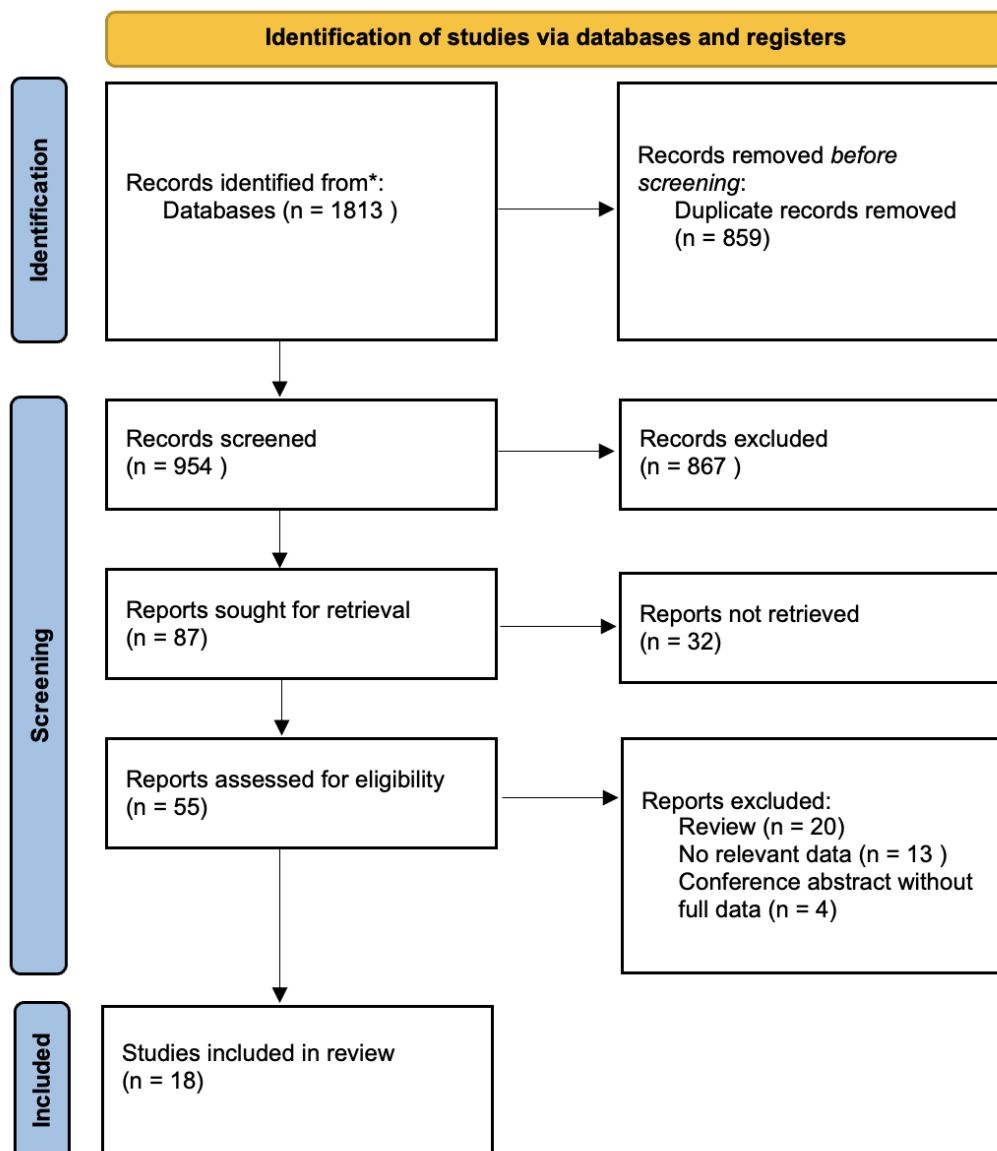 Identification of studies via databases and registers
Identification
Records identified from*:
Databases (n = 1813 )
Records removed before
screening:
Duplicate records removed
(n = 859)
Screening
Records screened
(n = 954 )
Records excluded
(n = 867 )
Reports sought for retrieval
(n = 87)
Reports not retrieved
(n = 32)
Reports assessed for eligibility
(n = 55)
Reports excluded:
Review (n = 20)
No relevant data (n = 13 )
Conference abstract without
full data (n = 4)
Included
Studies included in review
(n = 18)